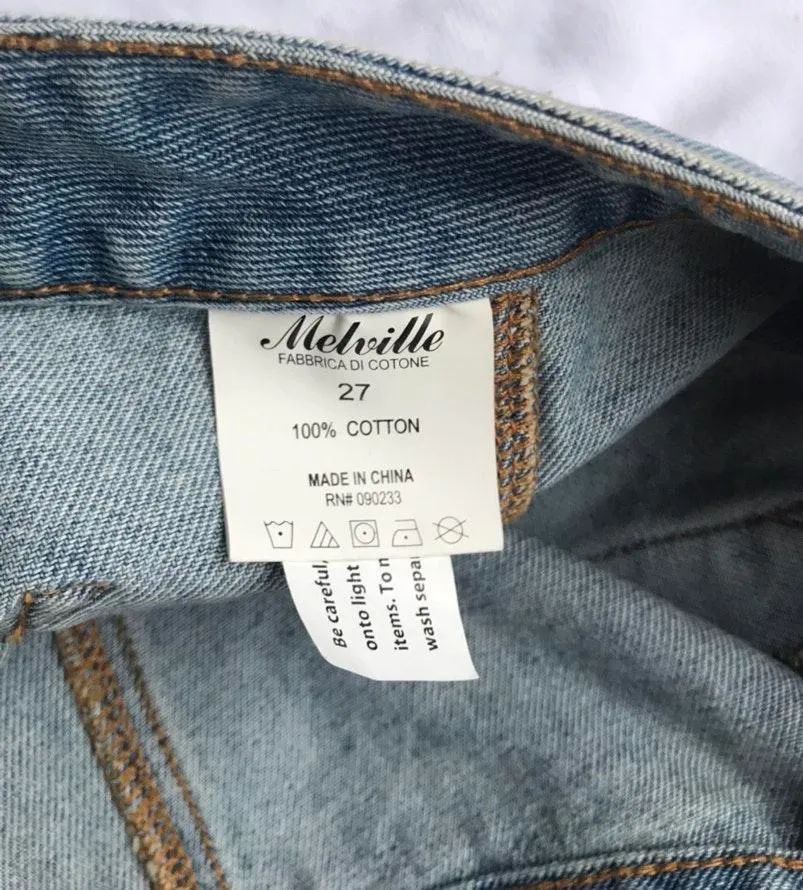 Melville
FABBRICA DI COTONE
27
100% COTTON
MADE IN CHINA
RN# 090233
Be careful,
onto light
items. To
wash